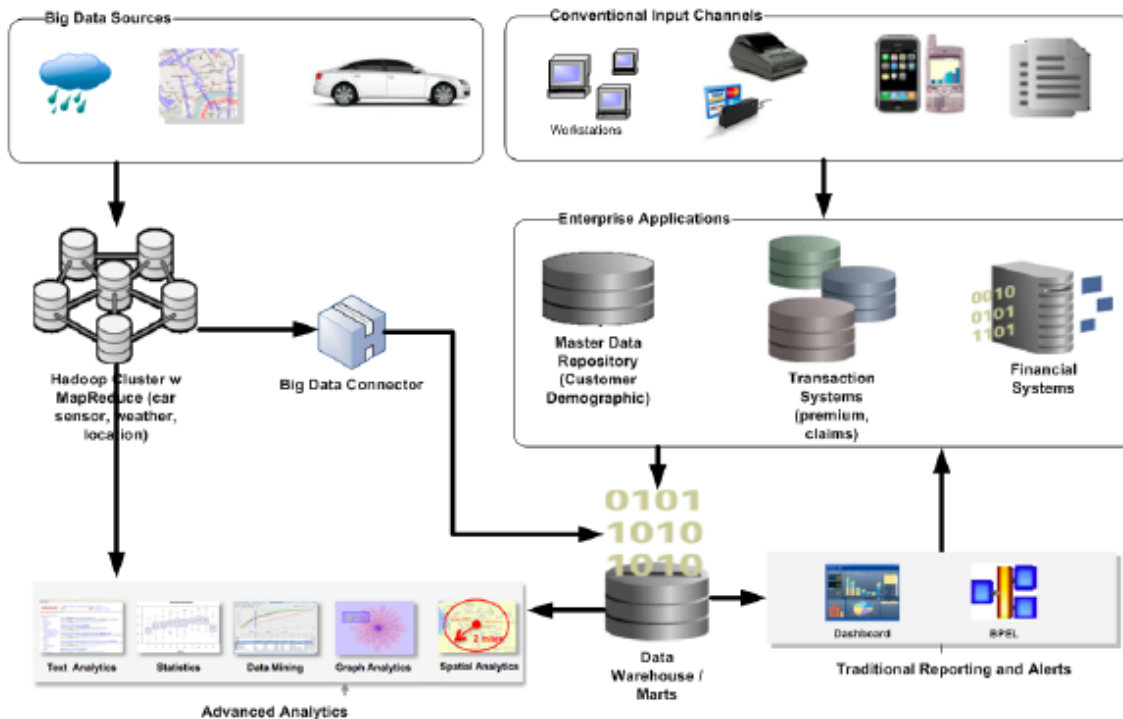 Big Data Sources
Conventional Input Channels
Workstations
Enterprise Applications
Master Data
Repository
(Customer
Demographic)
Transaction
Systems
(premium,
claims)
0010
0101
1101
Financial
Systems
Hadoop Cluster w
MapReduce (car
sensor, weather,
location)
Big Data Connector
0101
1010
1010
Data
Warehouse /
Marts
Dashboard
BPEL
Traditional Reporting and Alerts
2 miles
Text Analytics
Statistics
Data Mining
Graph Analytics
Spatial Analytics
Advanced Analytics